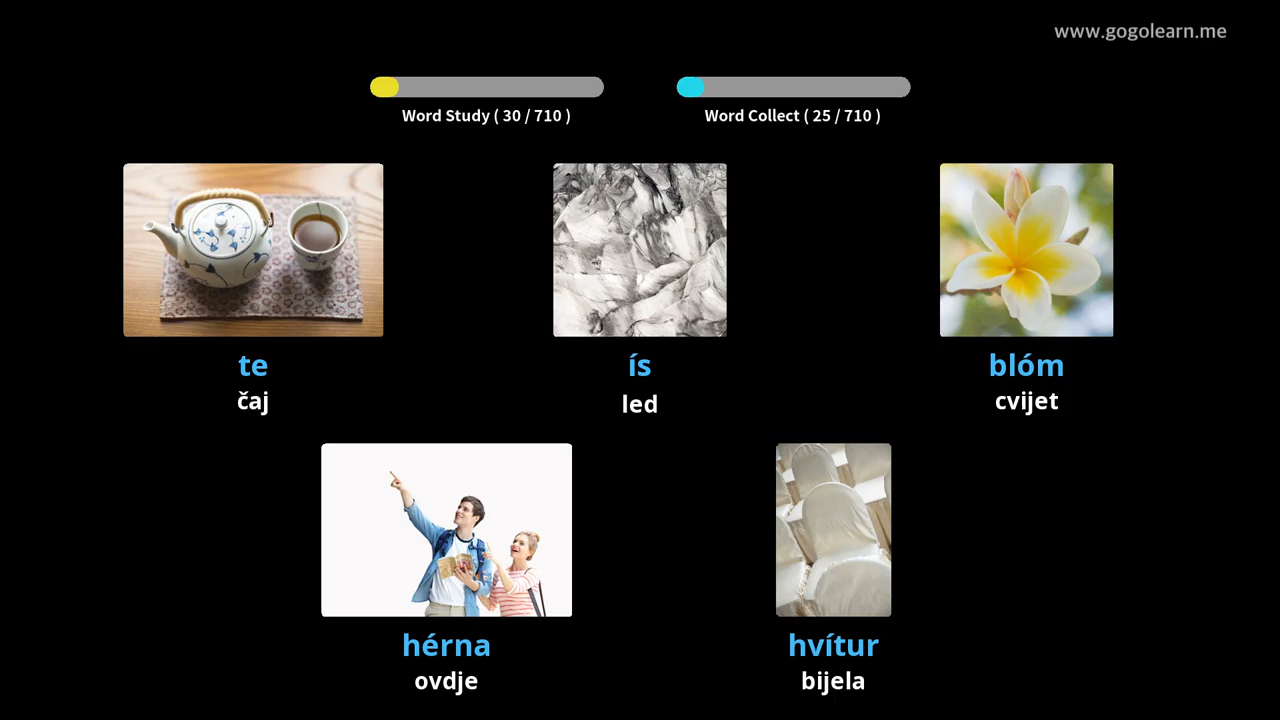 www.gogolearn.me
Word Study ( 30 / 710 )
Word Collect ( 25 / 710 )
te
čaj
ís
led
blóm
cvijet
hérna
ovdje
hvítur
bijela